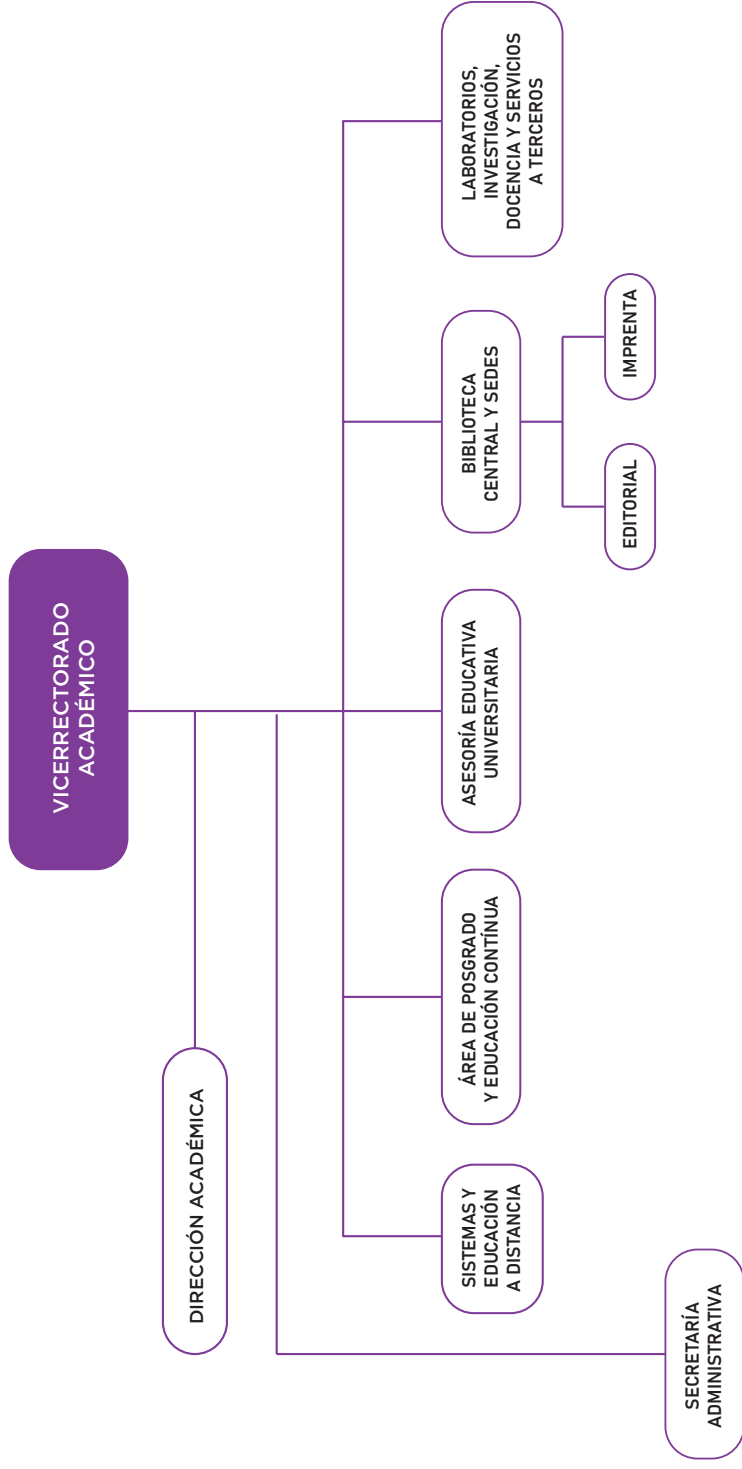 VICERRECTORADO
ACADÉMICO
DIRECCIÓN ACADÉMICA
SISTEMAS Y
EDUCACIÓN
A DISTANCIA
ÁREA DE POSGRADO
Y EDUCACIÓN CONTÍNUA
ASESORÍA EDUCATIVA
UNIVERSITARIA
BIBLIOTECA
CENTRAL Y SEDES
LABORATORIOS,
INVESTIGACIÓN,
DOCENCIA Y SERVICIOS
A TERCEROS
EDITORIAL
IMPRENTA
SECRETARÍA
ADMINISTRATIVA